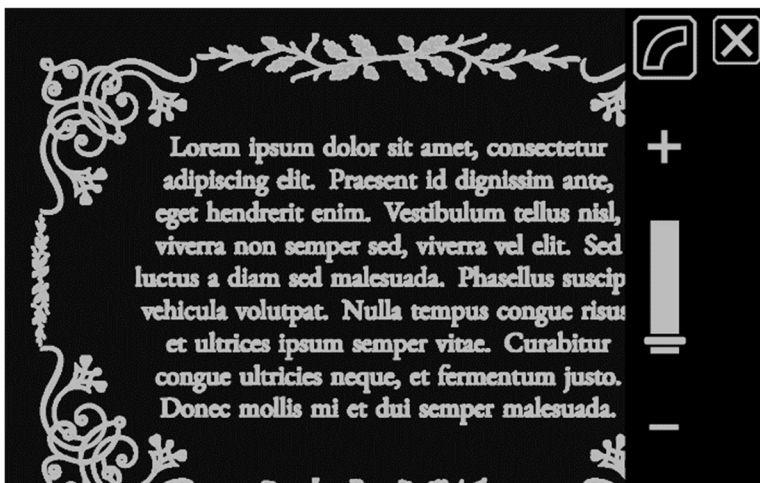 Lorem ipsum dolor sit amet, consectetur
adipiscing elit. Praesent id dignissim ante,
eget hendrerit enim. Vestibulum tellus nisl,
viverra non semper sed, viverra vel elit. Sed
luctus a diam sed malesuada. Phasellus suscip
vehicula volutpat. Nulla tempus congue risus
et ultrices ipsum semper vitae. Curabitur
congue ultricies neque, et fermentum justo.
Donec mollis mi et dui semper malesuada.